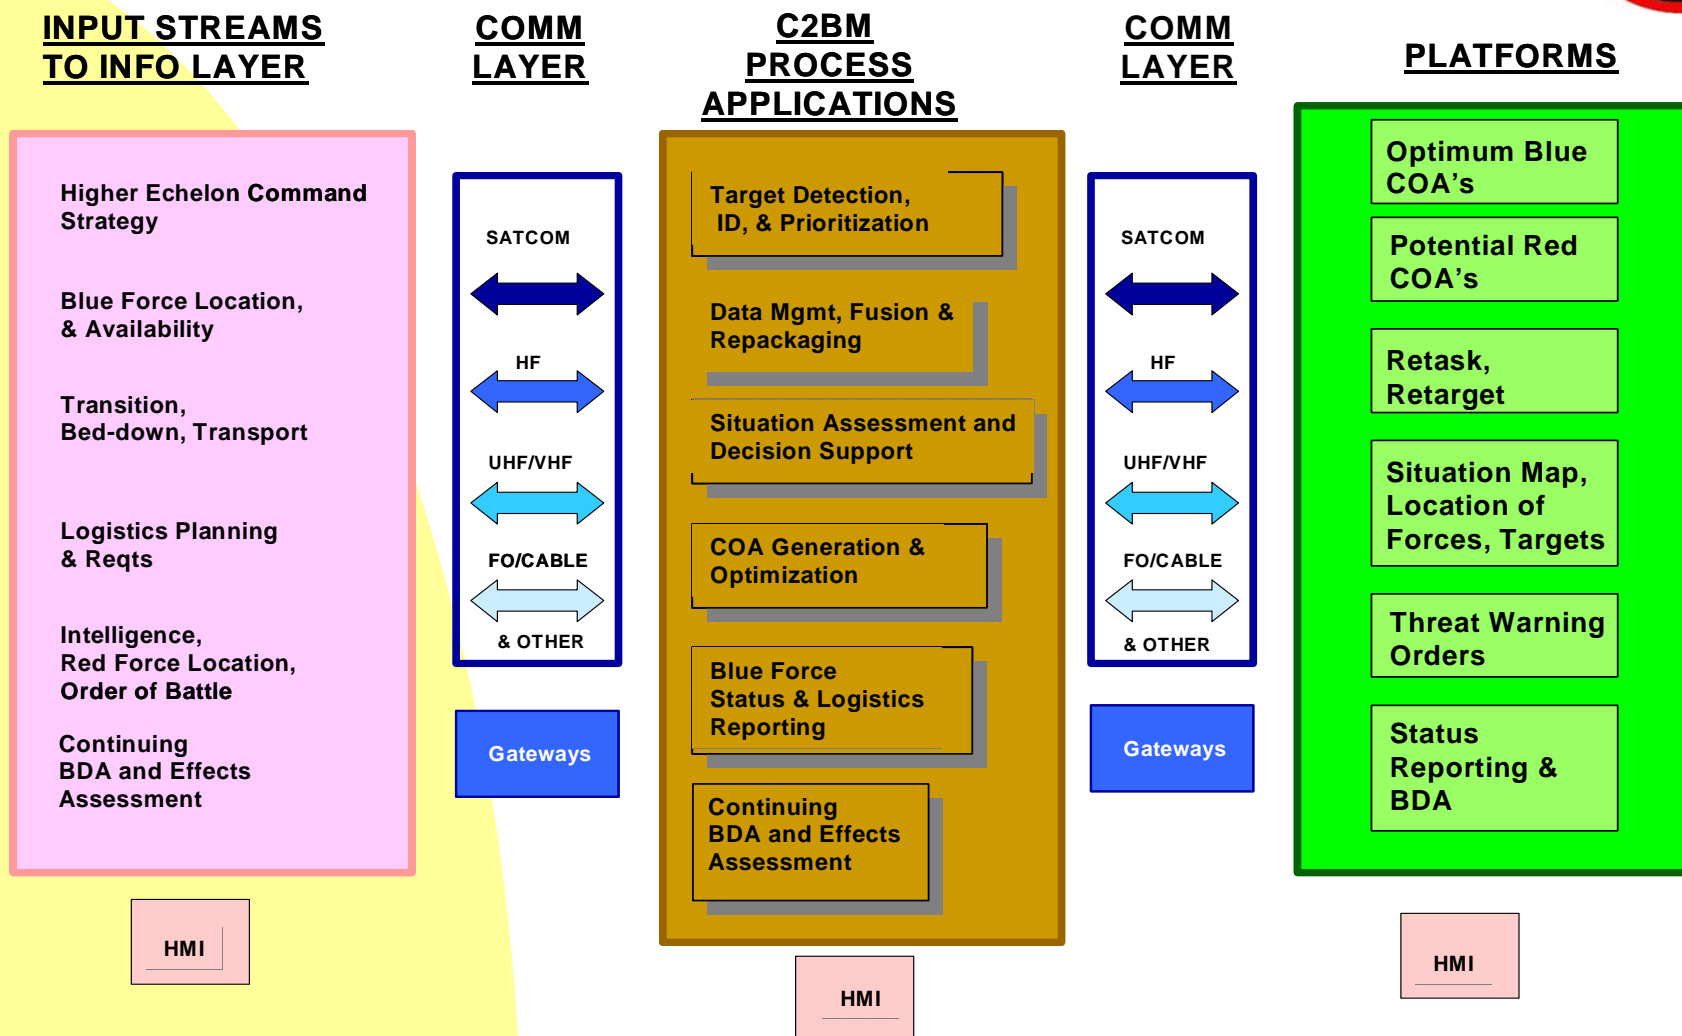 INPUT STREAMS
TO INFO LAYER
Higher Echelon Command
Strategy
Blue Force Location,
& Availability
Transition,
Bed-down, Transport
Logistics Planning
& Reqts
Intelligence,
Red Force Location,
Order of Battle
Continuing
BDA and Effects
Assessment
HMI
COMM
LAYER
SATCOM
HF
UHF/VHF
FO/CABLE
& OTHER
Gateways
C2BM
PROCESS
APPLICATIONS
Target Detection,
ID, & Prioritization
Data Mgmt, Fusion &
Repackaging
Situation Assessment and
Decision Support
COA Generation &
Optimization
Blue Force
Status & Logistics
Reporting
Continuing
BDA and Effects
Assessment
HMI
COMM
LAYER
SATCOM
HF
UHF/VHF
FO/CABLE
& OTHER
Gateways
PLATFORMS
Optimum Blue
COA's
Potential Red
COA's
Retask,
Retarget
Situation Map,
Location of
Forces, Targets
Threat Warning
Orders
Status
Reporting &
BDA
HMI